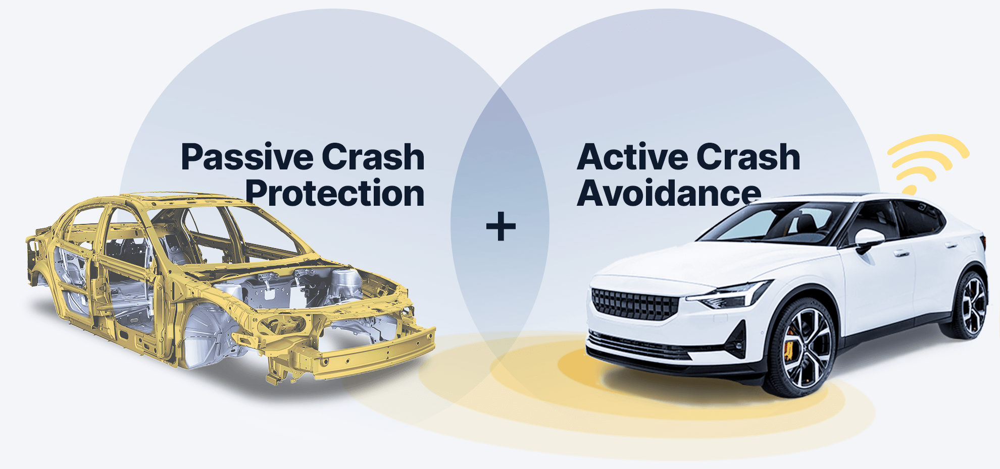 Passive Crash
Protection
+
Active Crash
Avoidance